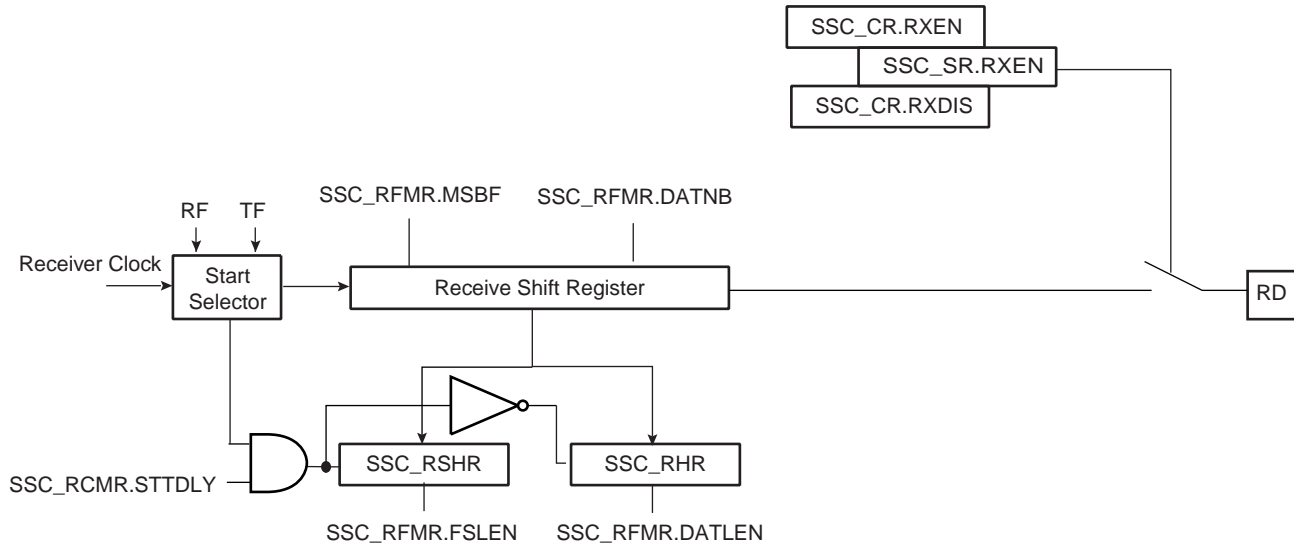 SSC_CR.RXEN
SSC_SR.RXEN
SSC_CR.RXDIS
SSC_RFMR.MSBF
SSC_RFMR.DATNB
RF
TF
Receiver Clock
Start
Selector
Receive Shift Register
RD
SSC_RSHR
SSC_RHR
SSC_RCMR.STTDLY
SSC_RFMR.FSLEN
SSC_RFMR.DATLEN